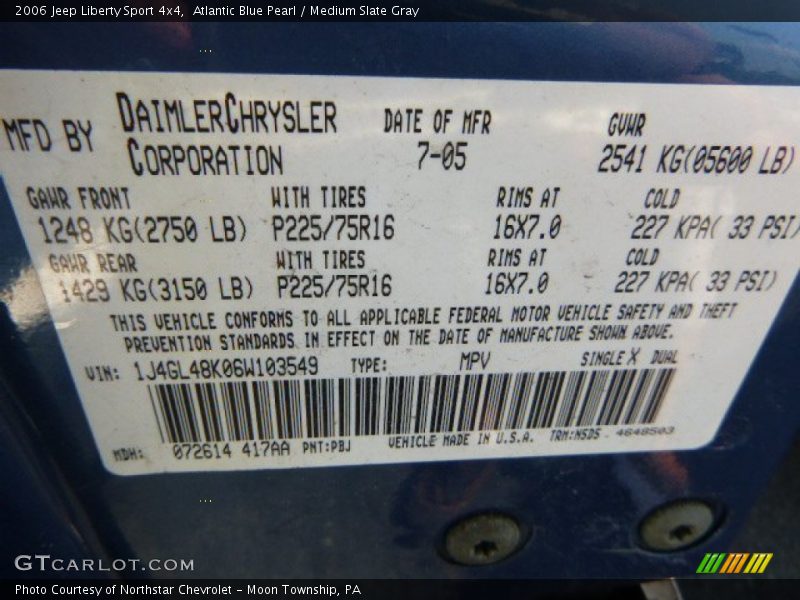 2006 Jeep Liberty Sport 4x4,  Atlantic Blue Pearl / Medium Slate Gray
MFD BY DAIMLERCHRYSLER CORPORATION
DATE OF MFR 7-05
GVWR 2541 KG(05600 LB)
GAWR FRONT WITH TIRES RIMS AT COLD
1248 KG(2750 LB) P225/75R16 16X7.0 227 KPA( 33 PSI)
GAWR REAR WITH TIRES RIMS AT COLD
1429 KG(3150 LB) P225/75R16 16X7.0 227 KPA( 33 PSI)
THIS VEHICLE CONFORMS TO ALL APPLICABLE FEDERAL MOTOR VEHICLE SAFETY AND THEFT
PREVENTION STANDARDS IN EFFECT ON THE DATE OF MANUFACTURE SHOWN ABOVE.
VIN: 1J4GL48K06W103549 TYPE: MPV SINGLE X DUAL
MDH: 072614 417AA PNT:PBJ VEHICLE MADE IN U.S.A. TRM:N5DS 4648503
GTCARLOT.COM
Photo Courtesy of Northstar Chevrolet - Moon Township, PA